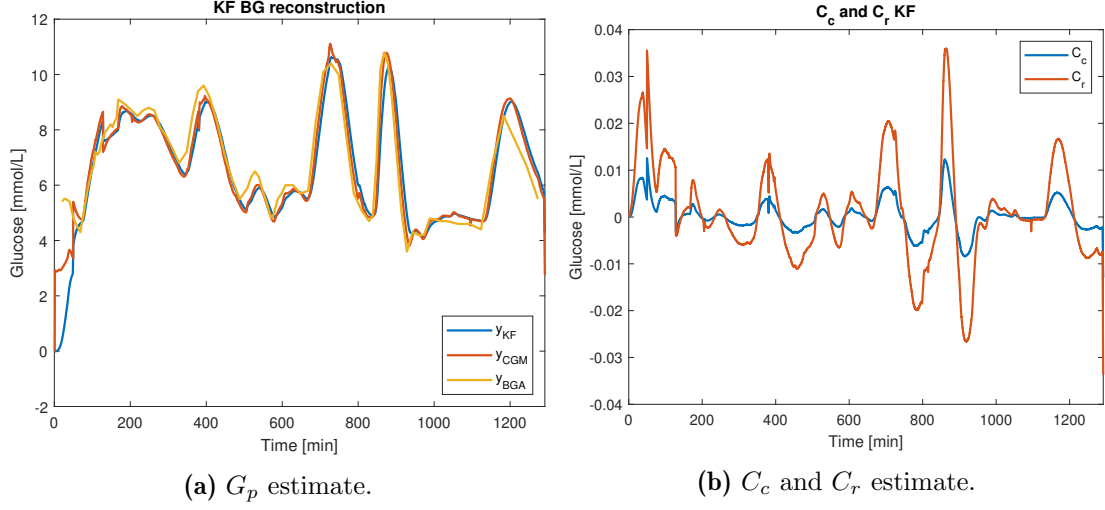 KF BG reconstruction
12
10
8
6
4
2
0
-2
Glucose [mmol/L]
0
200
400
600
800
1000
1200
Time [min]
y_KF
y_CGM
y_BGA
(a) G_p estimate.
C_c and C_r KF
0.04
0.03
0.02
0.01
0
-0.01
-0.02
-0.03
-0.04
Glucose [mmol/L]
0
200
400
600
800
1000
1200
Time [min]
C_c
C_r
(b) C_c and C_r estimate.